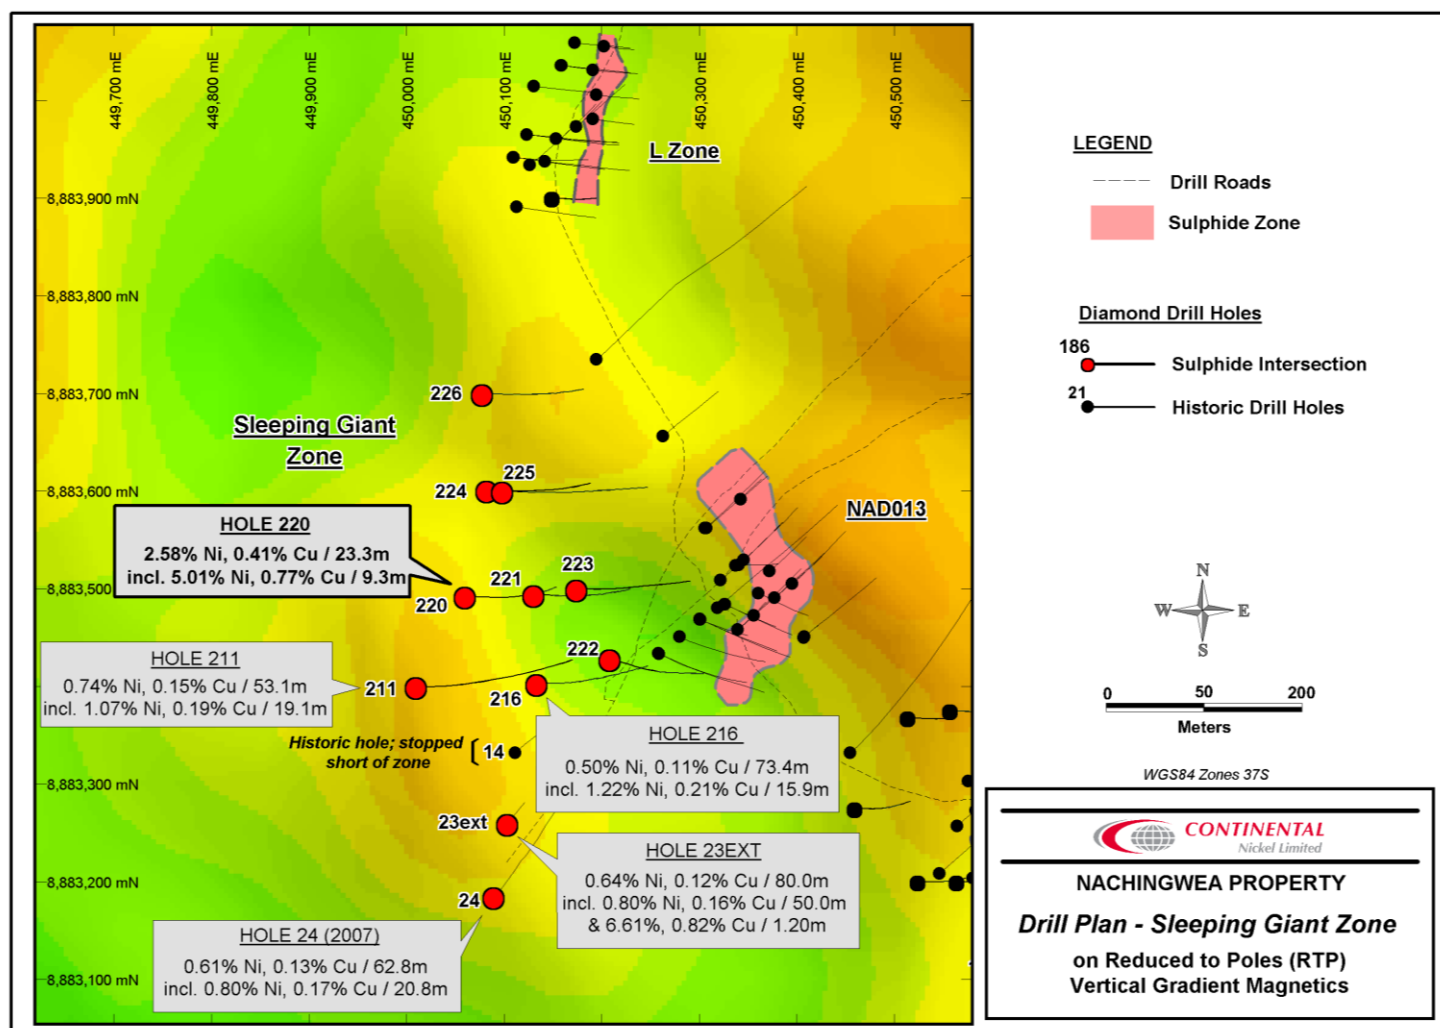 449,700 mE
449,800 mE
449,900 mE
450,000 mE
450,100 mE
450,300 mE
450,400 mE
450,500 mE
8,883,900 mN
8,883,800 mN
8,883,700 mN
8,883,600 mN
8,883,500
8,883,300 mN
8,883,200 mN
8,883,100 mN
L Zone
226
Sleeping Giant
Zone
225
224
NAD013
HOLE 220
2.58% Ni, 0.41% Cu / 23.3m
incl. 5.01% Ni, 0.77% Cu / 9.3m
223
221
220
222
HOLE 211
0.74% Ni, 0.15% Cu / 53.1m
incl. 1.07% Ni, 0.19% Cu / 19.1m
211
216
Historic hole; stopped
short of zone
14
HOLE 216
0.50% Ni, 0.11% Cu / 73.4m
incl. 1.22% Ni, 0.21% Cu / 15.9m
23ext
HOLE 23EXT
0.64% Ni, 0.12% Cu / 80.0m
incl. 0.80% Ni, 0.16% Cu / 50.0m
& 6.61%, 0.82% Cu / 1.20m
24
HOLE 24 (2007)
0.61% Ni, 0.13% Cu / 62.8m
incl. 0.80% Ni, 0.17% Cu / 20.8m
LEGEND
Drill Roads
Sulphide Zone
Diamond Drill Holes
186
Sulphide Intersection
21
Historic Drill Holes
N
W E
S
0 50 200
Meters
WGS84 Zones 37S
CONTINENTAL
Nickel Limited
NACHINGWEA PROPERTY
Drill Plan - Sleeping Giant Zone
on Reduced to Poles (RTP)
Vertical Gradient Magnetics